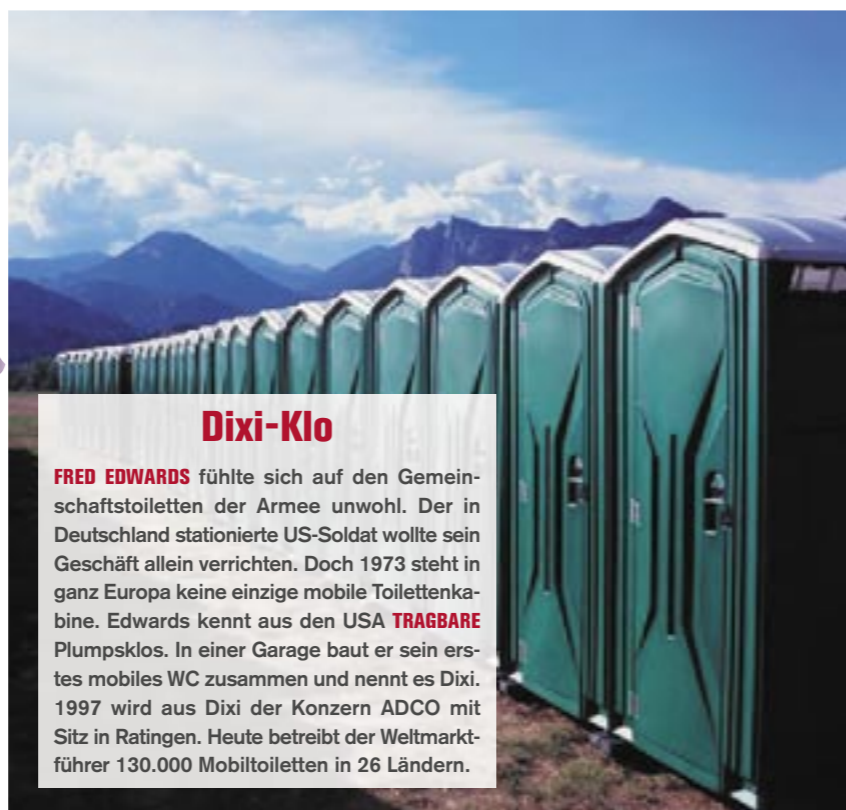 Dixi-Klo
FRED EDWARDS fühlte sich auf den Gemein-
schaftstoiletten der Armee unwohl. Der in
Deutschland stationierte US-Soldat wollte sein
Geschäft allein verrichten. Doch 1973 steht in
ganz Europa keine einzige mobile Toilettenka-
bine. Edwards kennt aus den USA TRAGBARE
Plumpsklos. In einer Garage baut er sein ers-
tes mobiles WC zusammen und nennt es Dixi.
1997 wird aus Dixi der Konzern ADCO mit
Sitz in Ratingen. Heute betreibt der Weltmarkt-
führer 130.000 Mobiltoiletten in 26 Ländern.